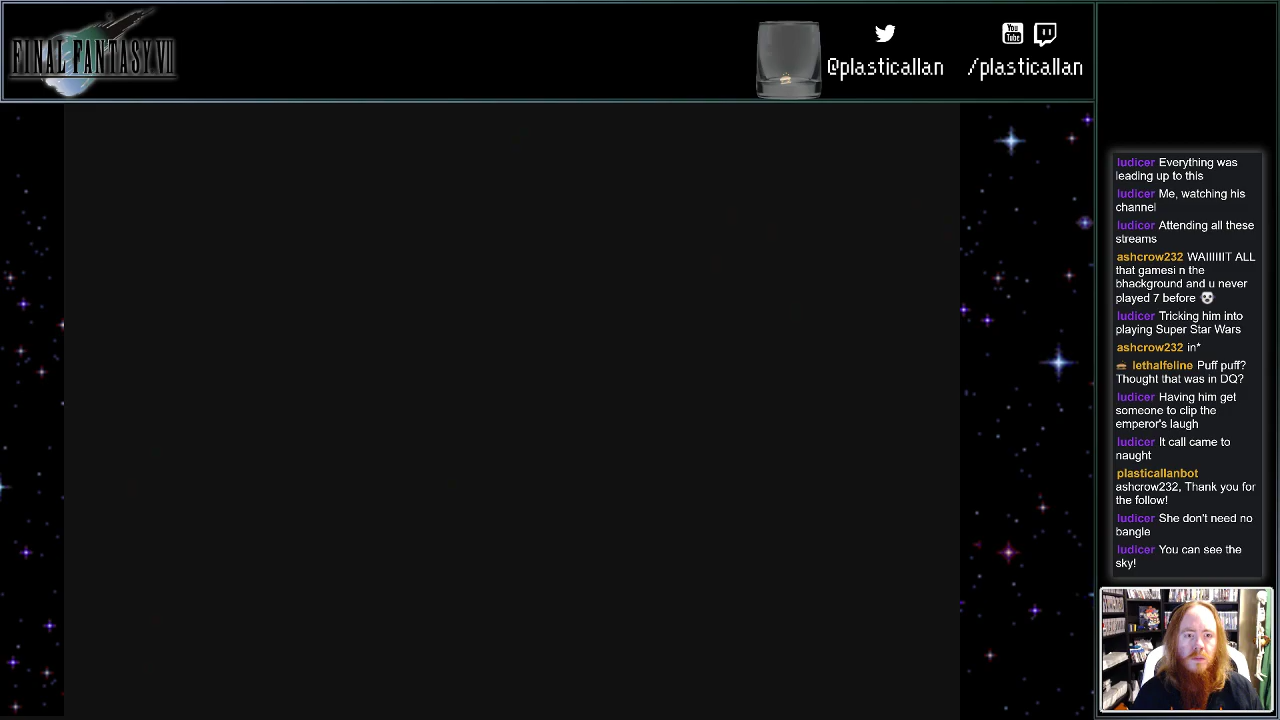 FINAL FANTASY VII
@plasticallan
You
Tube
/plasticallan
ludicer Everything was
leading up to this
ludicer Me, watching his
channel
ludicer Attending all these
streams
ashcrow232 WAIIIIIIT ALL
that gamesi n the
bhackground and u never
played 7 before
ludicer Tricking him into
playing Super Star Wars
ashcrow232 in*
lethalfeline Puff puff?
Thought that was in DQ?
ludicer Having him get
someone to clip the
emperor's laugh
ludicer It call came to
naught
plasticallanbot
ashcrow232, Thank you for
the follow!
ludicer She don't need no
bangle
ludicer You can see the
sky!